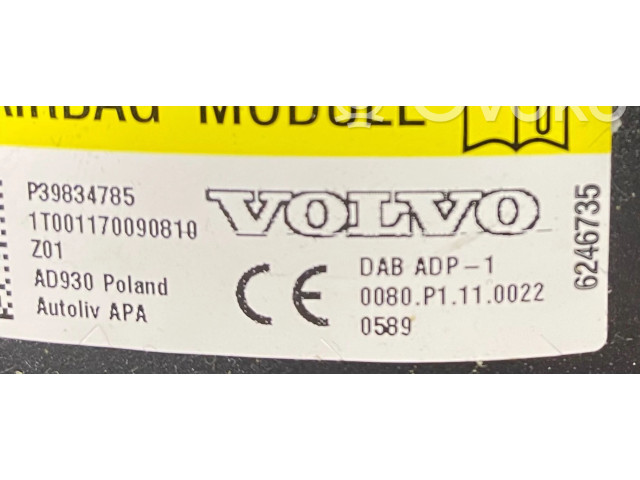 AIRBAG MODULE
P39834785
1T001170090810
Z01
AD930 Poland
Autoliv APA
VOLVO
CE
DAB ADP-1
0080.P1.11.0022
0589
6246735